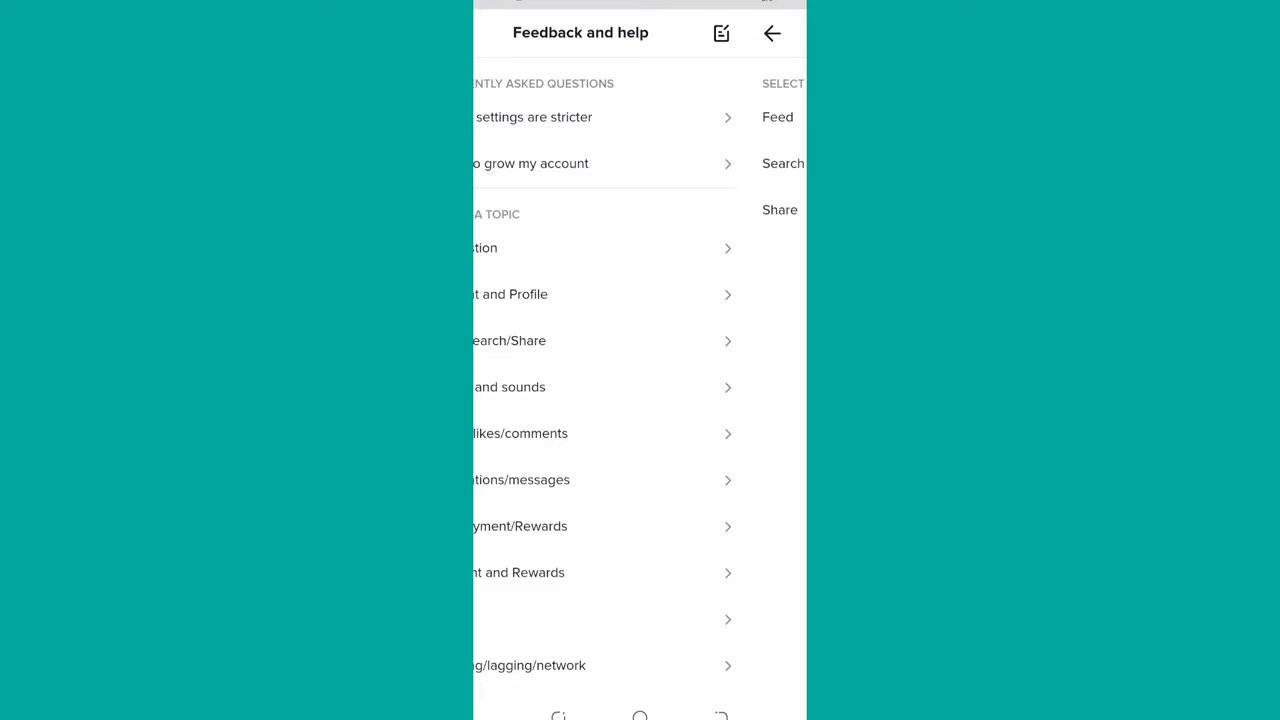 Feedback and help
NTLY ASKED QUESTIONS
settings are stricter
o grow my account
A TOPIC
tion
t and Profile
earch/Share
and sounds
likes/comments
tions/messages
yment/Rewards
nt and Rewards
g/lagging/network
SELECT
Feed
Search
Share